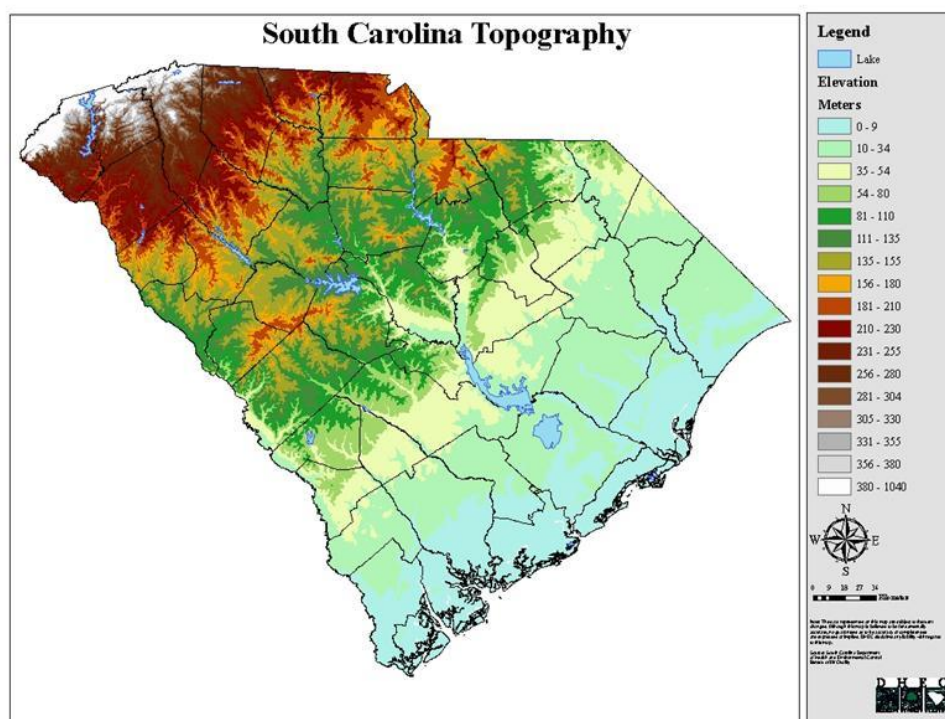 South Carolina Topography
Legend
Lake
Elevation
Meters
0 - 9
10 - 34
35 - 54
54 - 80
81 - 110
111 - 135
135 - 155
156 - 180
181 - 210
210 - 230
231 - 255
256 - 280
281 - 304
305 - 330
331 - 355
356 - 380
380 - 1040
N
W E
S
0 9 18 27 34
D H E C